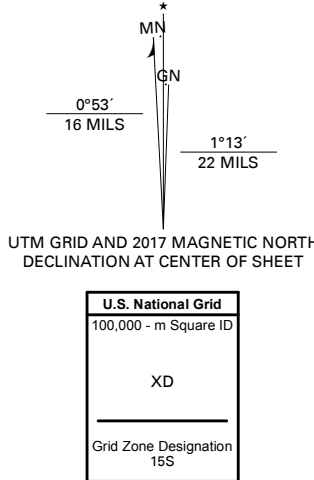 MN
GN
0°53´
16 MILS
1°13´
22 MILS
UTM GRID AND 2017 MAGNETIC NORTH
DECLINATION AT CENTER OF SHEET
U.S. National Grid
100,000 - m Square ID
XD
Grid Zone Designation
15S